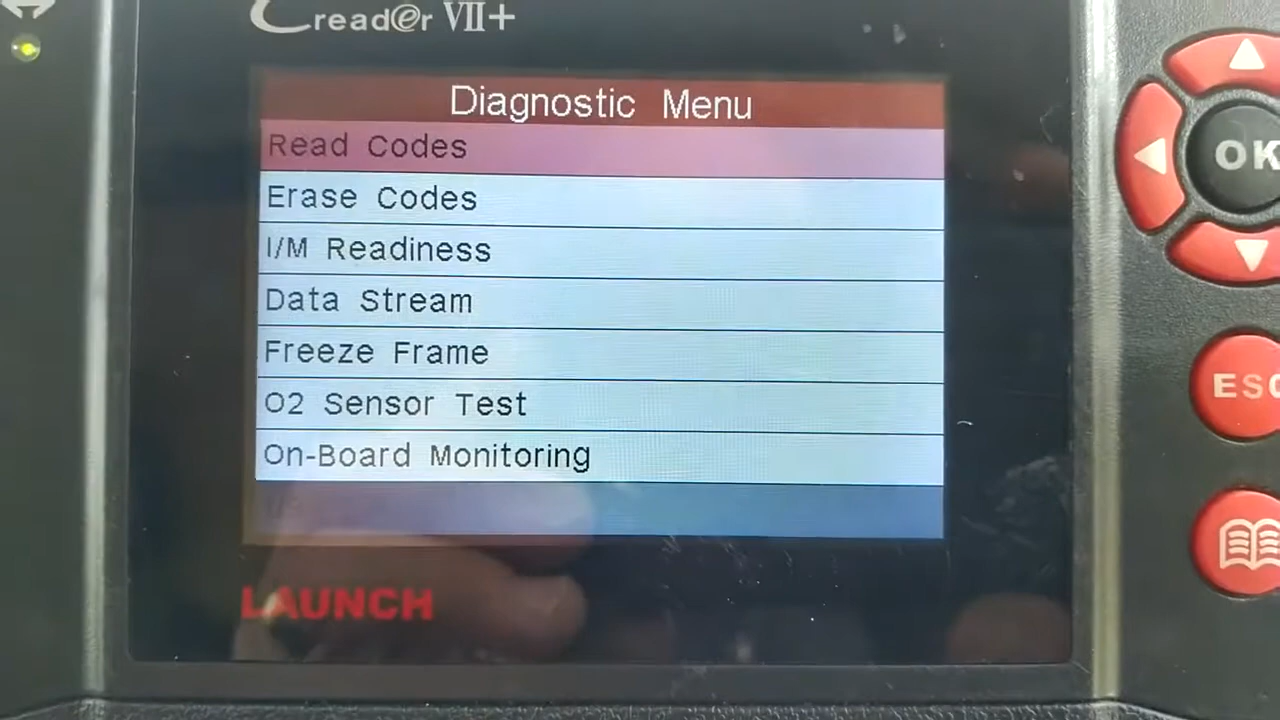 Cread@r VII+
Diagnostic Menu
Read Codes
Erase Codes
I/M Readiness
Data Stream
Freeze Frame
O2 Sensor Test
On-Board Monitoring
LAUNCH
OK
ESC